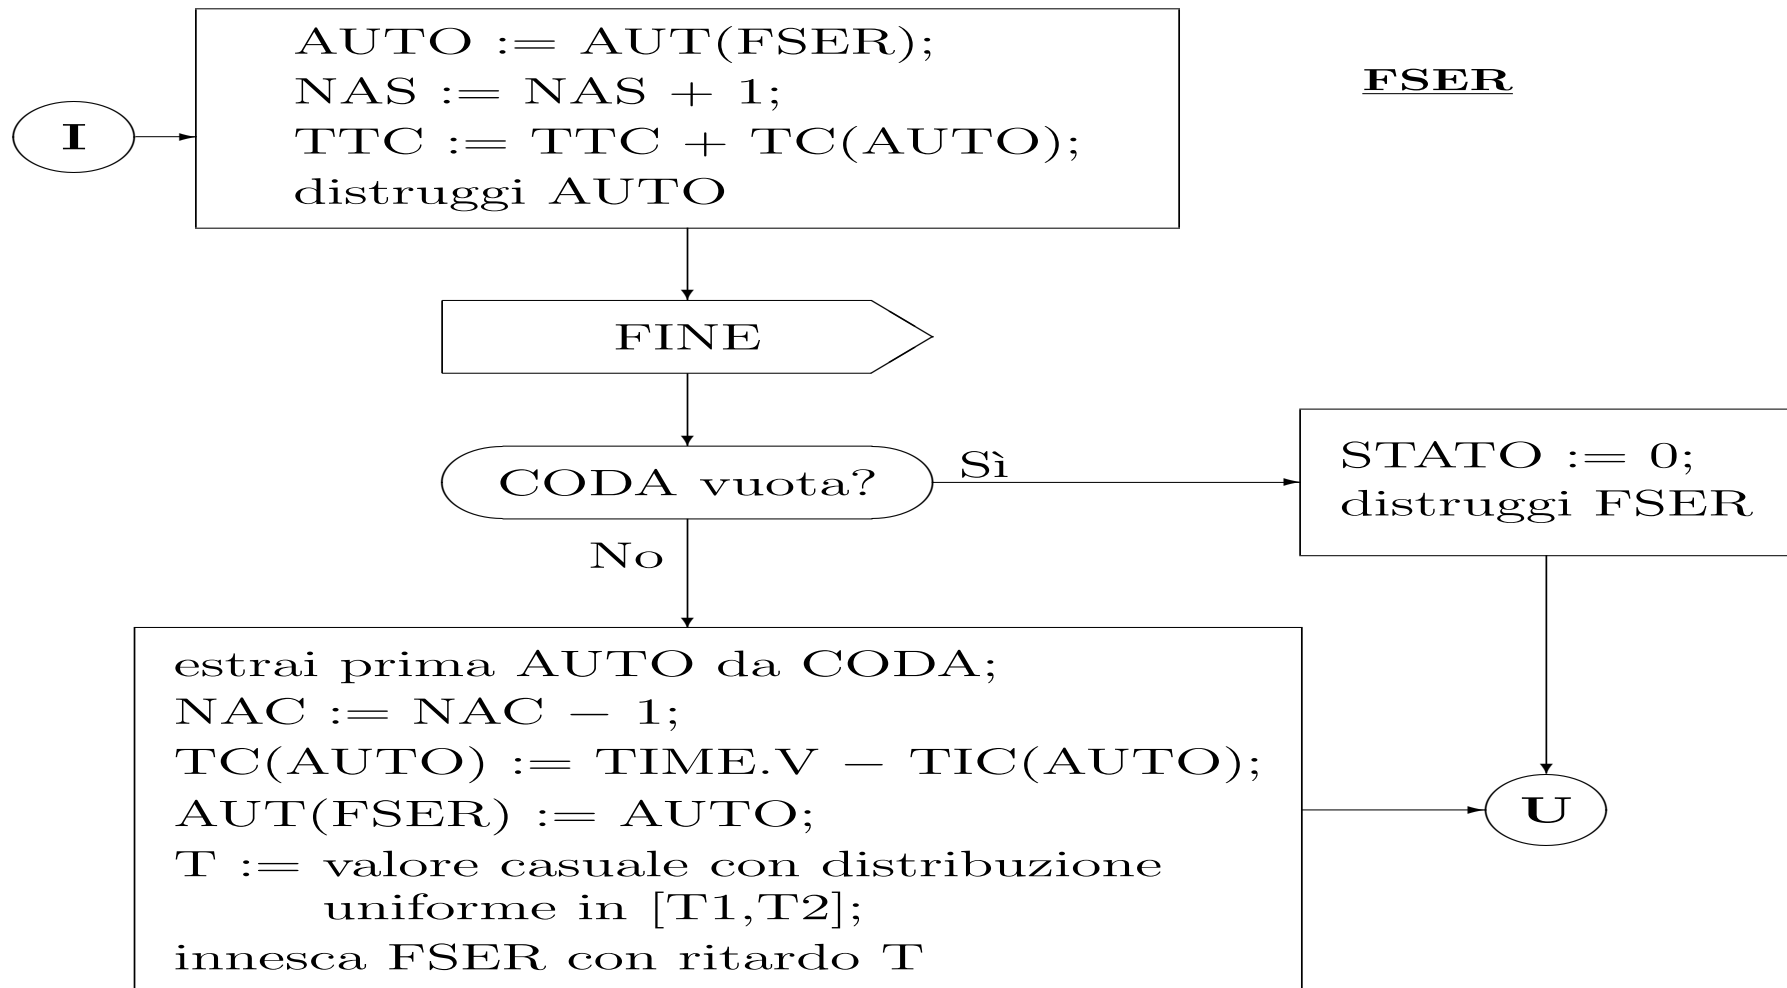 AUTO := AUT(FSER);
NAS := NAS + 1;
TTC := TTC + TC(AUTO);
distruggi AUTO
FSER
I
FINE
CODA vuota?
Sì
STATO := 0;
distruggi FSER
No
estrai prima AUTO da CODA;
NAC := NAC − 1;
TC(AUTO) := TIME.V − TIC(AUTO);
AUT(FSER) := AUTO;
T := valore casuale con distribuzione
uniforme in [T1,T2];
innesca FSER con ritardo T
U